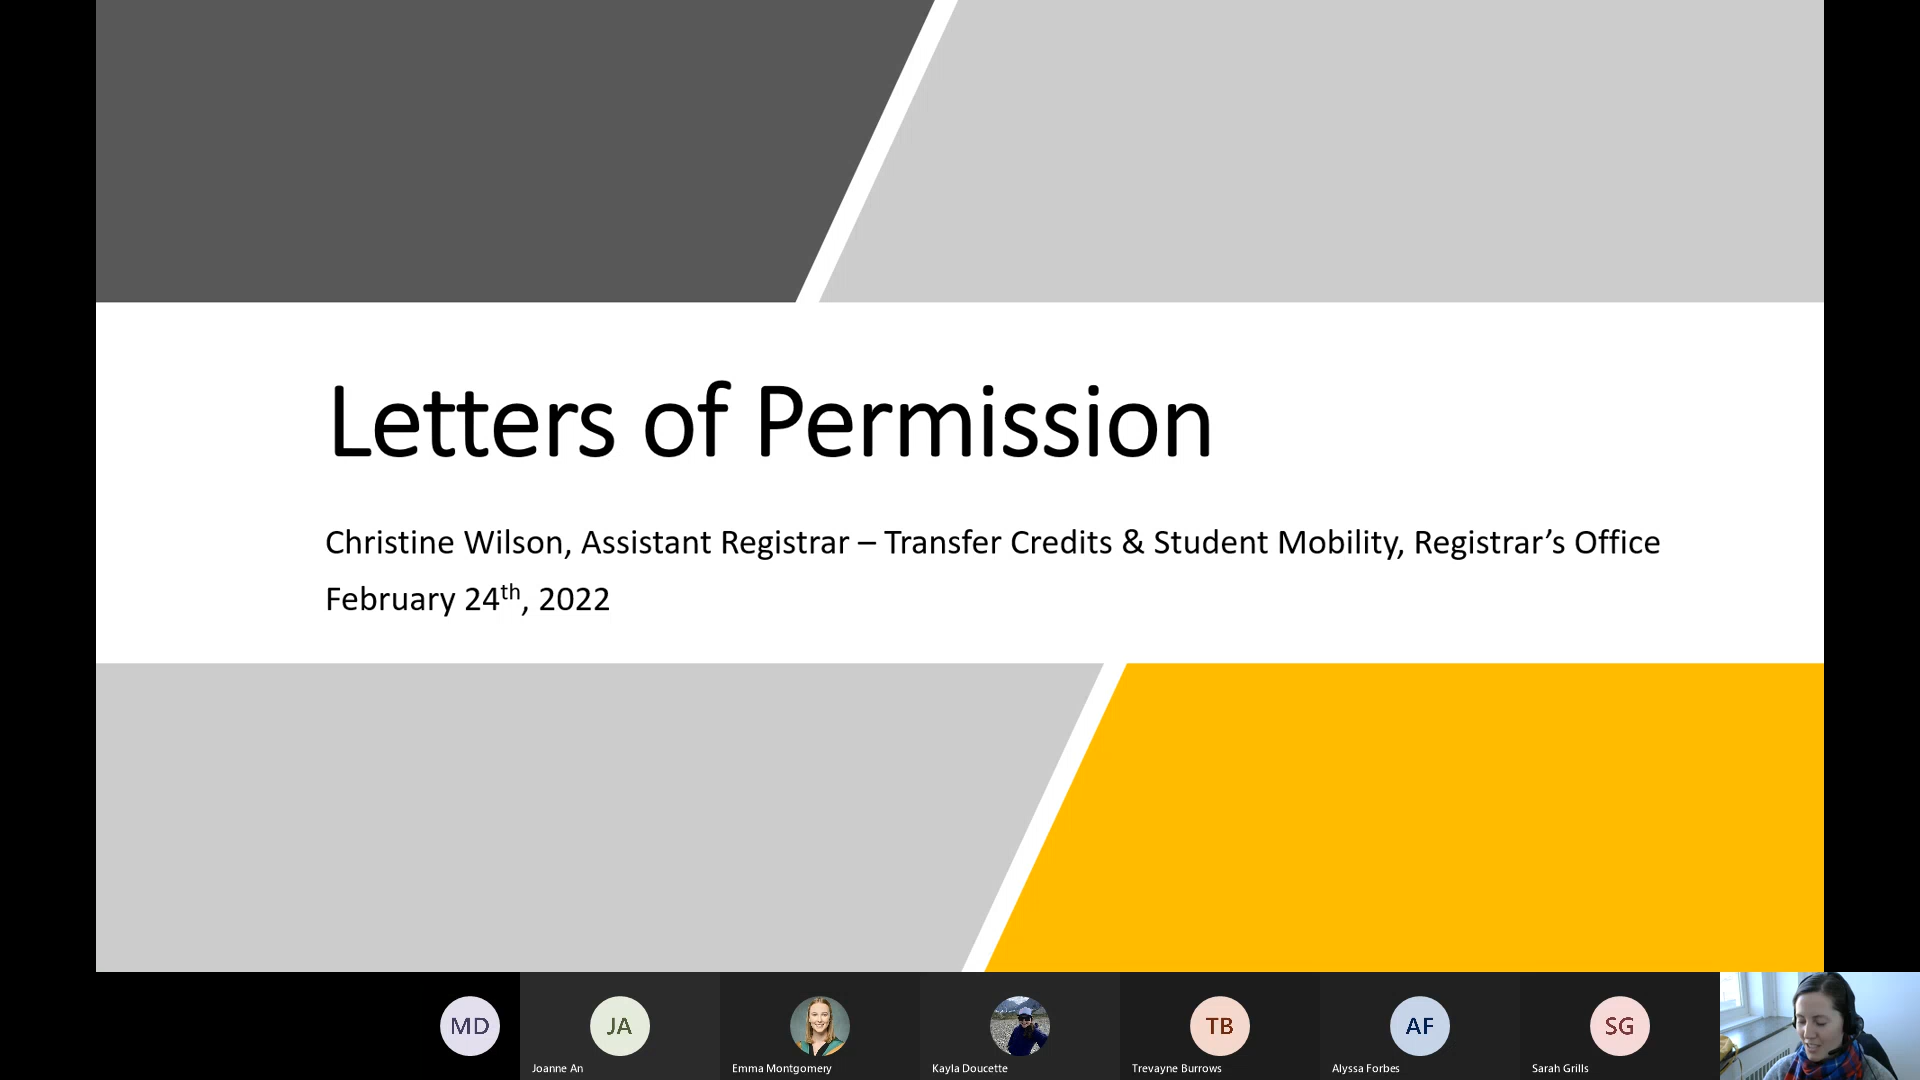 Letters of Permission
Christine Wilson, Assistant Registrar – Transfer Credits & Student Mobility, Registrar’s Office
February 24th, 2022
MD
JA
TB
AF
SG
Joanne An
Emma Montgomery
Kayla Doucette
Trevayne Burrows
Alyssa Forbes
Sarah Grills